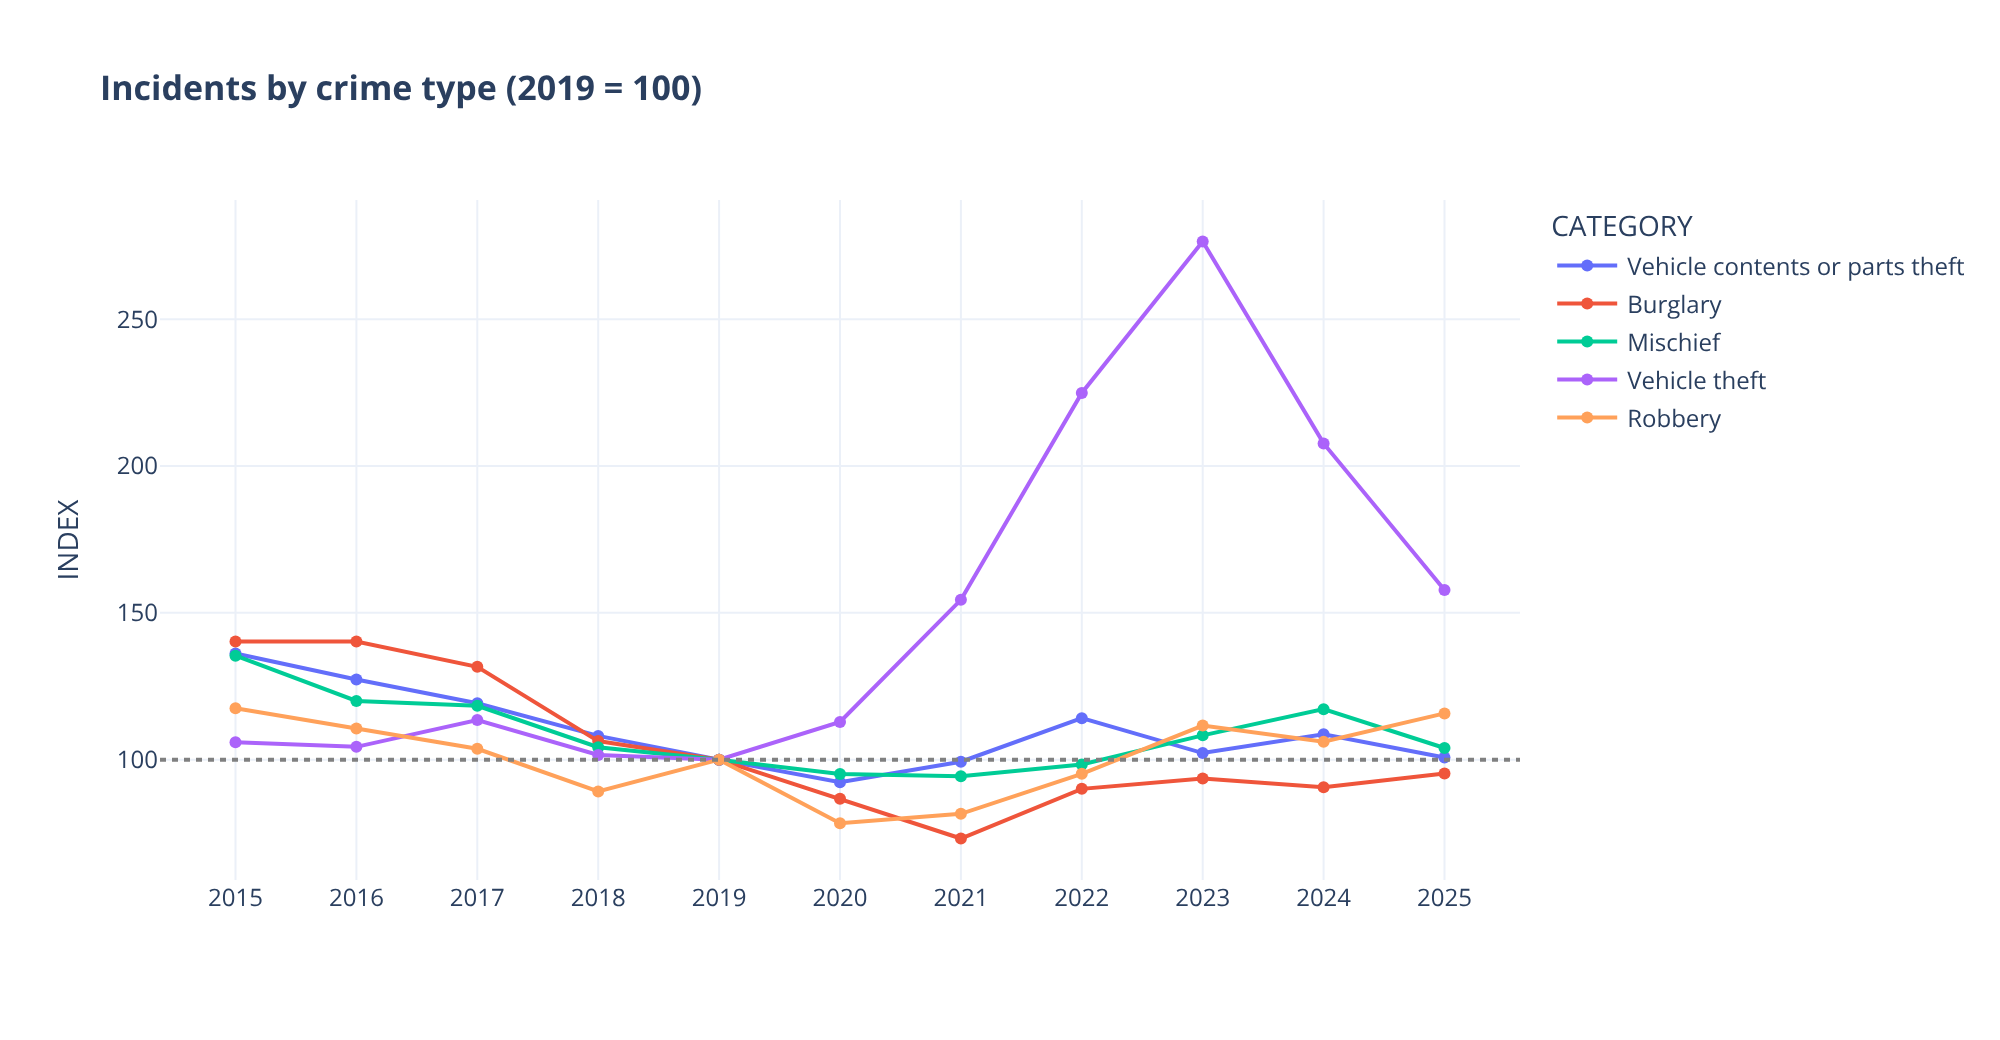 Incidents by crime type (2019 = 100)
CATEGORY
Vehicle contents or parts theft
Burglary
Mischief
Vehicle theft
Robbery
INDEX
250
200
150
100
2015 2016 2017 2018 2019 2020 2021 2022 2023 2024 2025